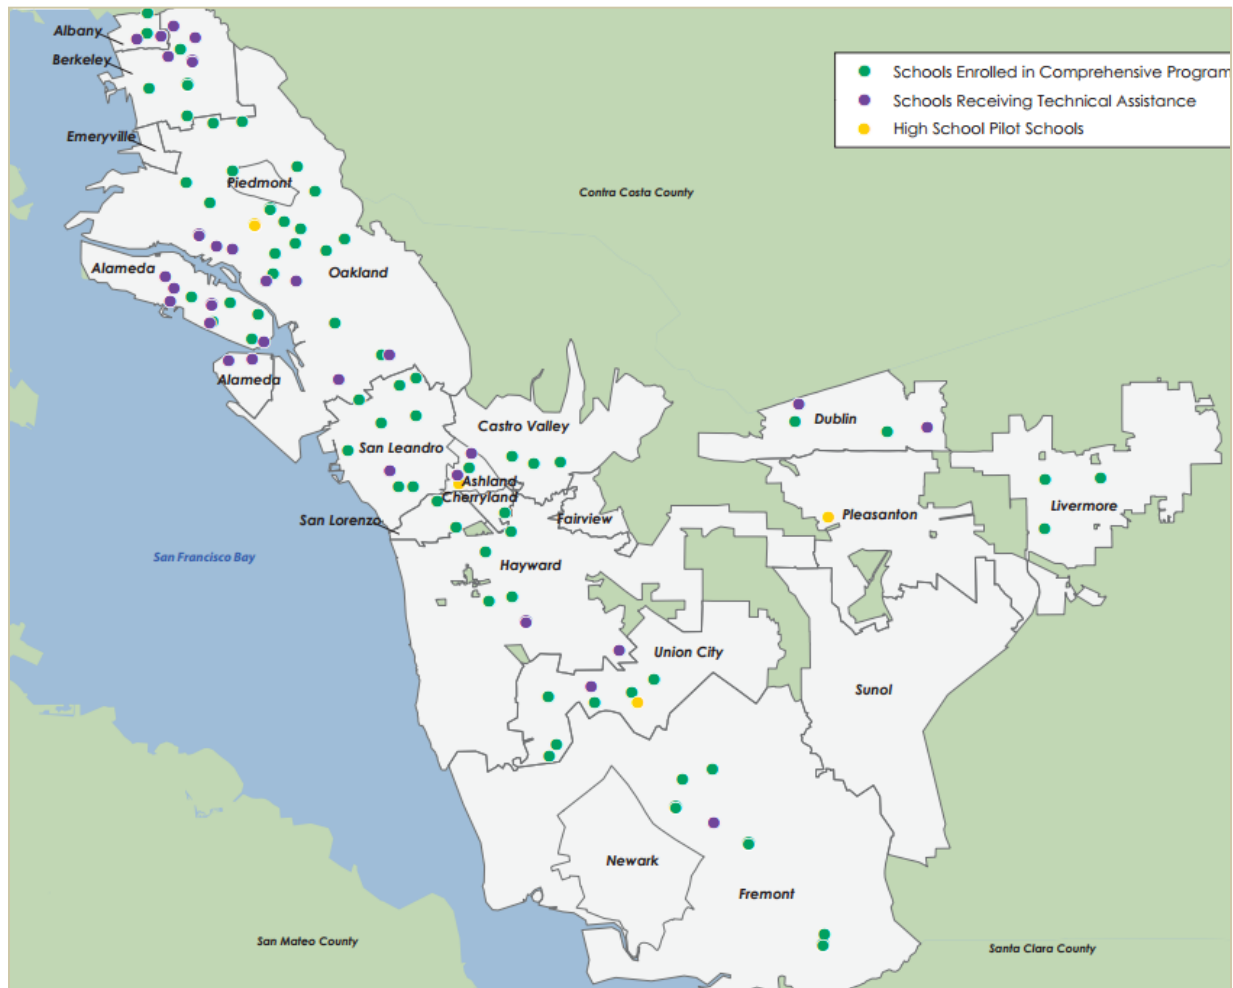 Albany
Berkeley
Schools Enrolled in Comprehensive Program
Schools Receiving Technical Assistance
High School Pilot Schools
Emeryville
Piedmont
Contra Costa County
Alameda
Oakland
Alameda
Dublin
Castro Valley
San Leandro
Ashland
Cherryland
Livermore
Pleasanton
San Lorenzo
Fairview
San Francisco Bay
Hayward
Union City
Sunol
Newark
Fremont
San Mateo County
Santa Clara County